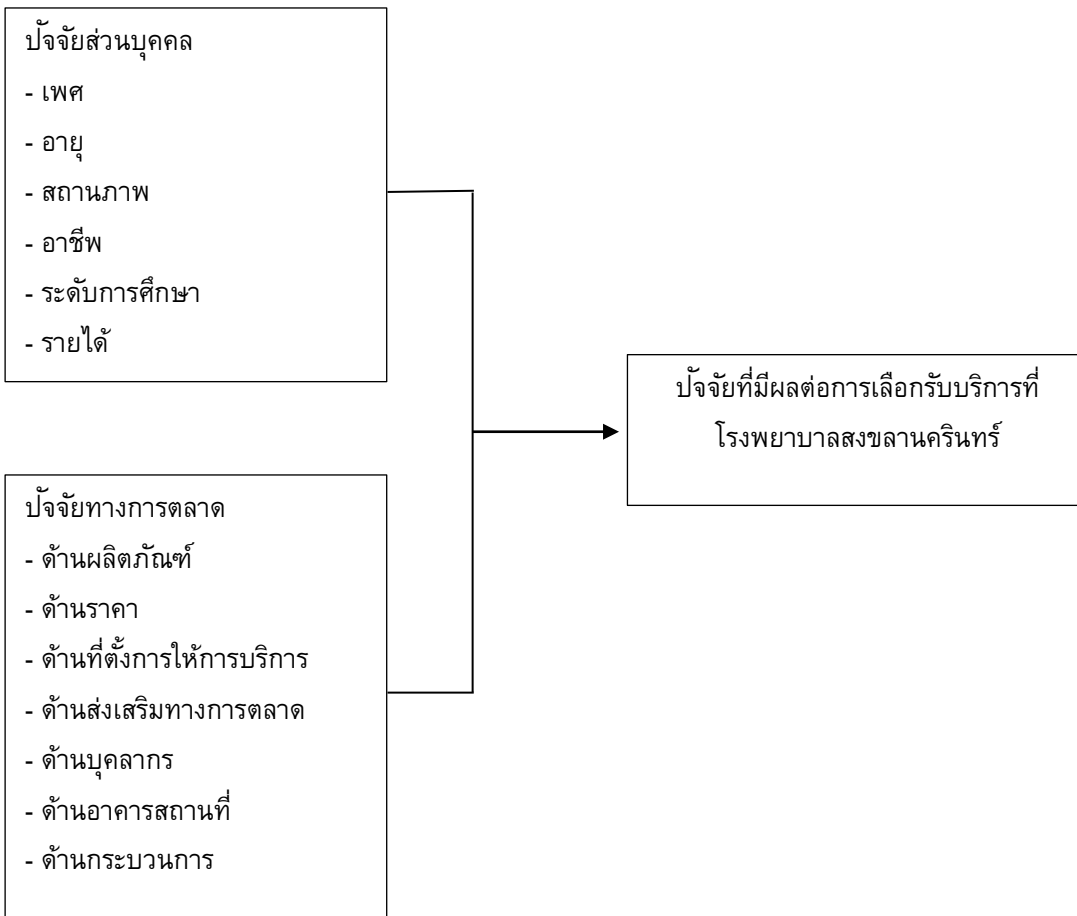 ปัจจัยส่วนบุคคล
- เพศ
- อายุ
- สถานภาพ
- อาชีพ
- ระดับการศึกษา
- รายได้
ปัจจัยที่มีผลต่อการเลือกรับบริการที่
โรงพยาบาลสงขลานครินทร์
ปัจจัยทางการตลาด
- ด้านผลิตภัณฑ์
- ด้านราคา
- ด้านที่ตั้งการให้การบริการ
- ด้านส่งเสริมทางการตลาด
- ด้านบุคลากร
- ด้านอาคารสถานที่
- ด้านกระบวนการ